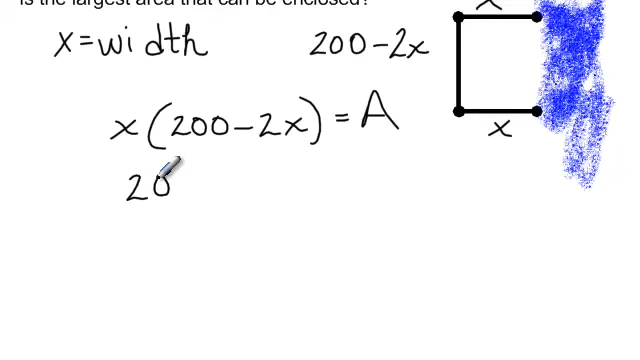 is the largest area that can be enclosed?
x
x = width
200 - 2x
x (200 - 2x) = A
x
20